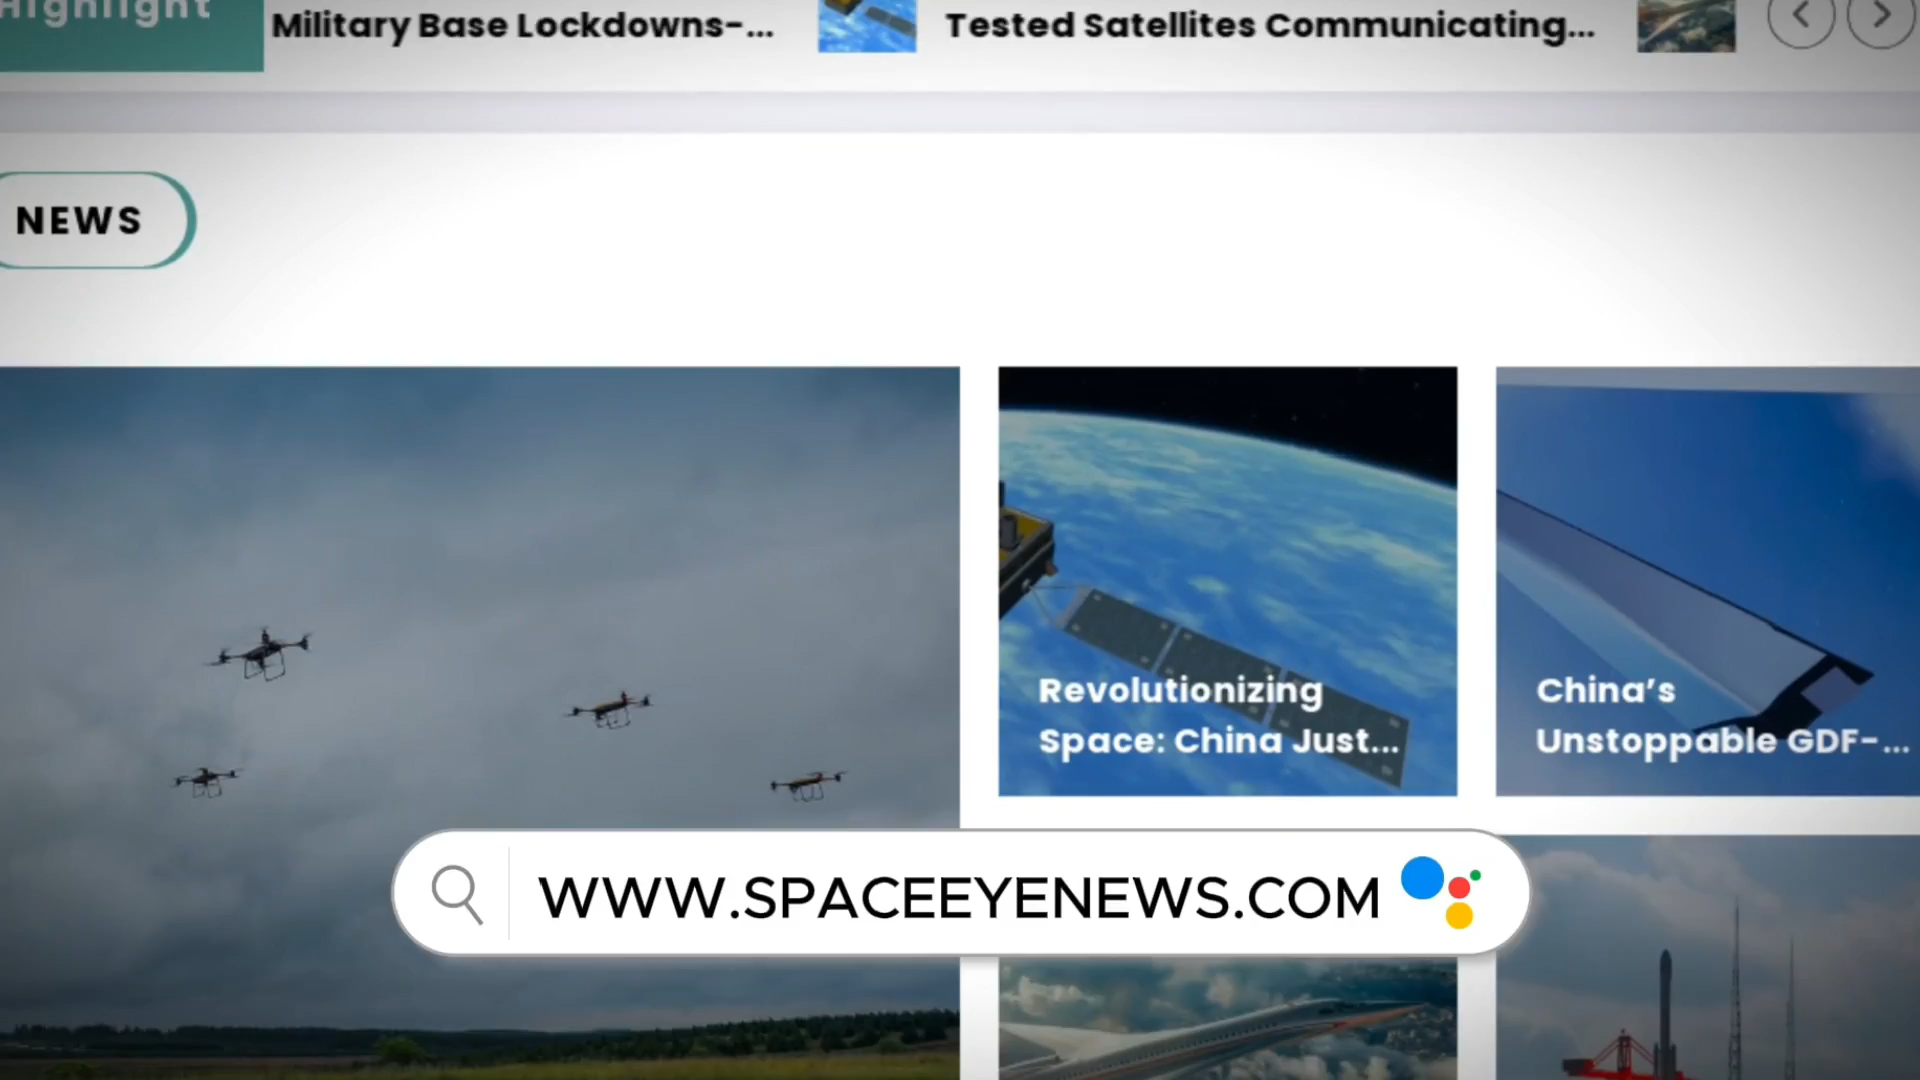 Highlight
Military Base Lockdowns-...
Tested Satellites Communicating...
NEWS
Revolutionizing
Space: China Just...
China's
Unstoppable GDF-...
WWW.SPACEEYENEWS.COM